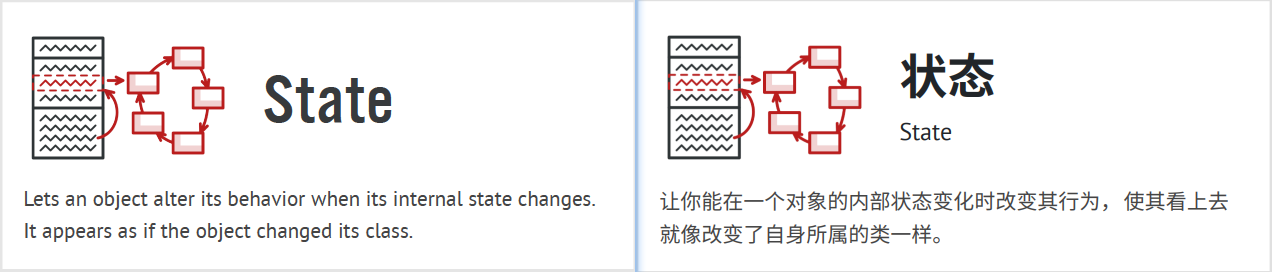 State
Lets an object alter its behavior when its internal state changes.
It appears as if the object changed its class.
状态
State
让你能在一个对象的内部状态变化时改变其行为，使其看上去
就像改变了自身所属的类一样。